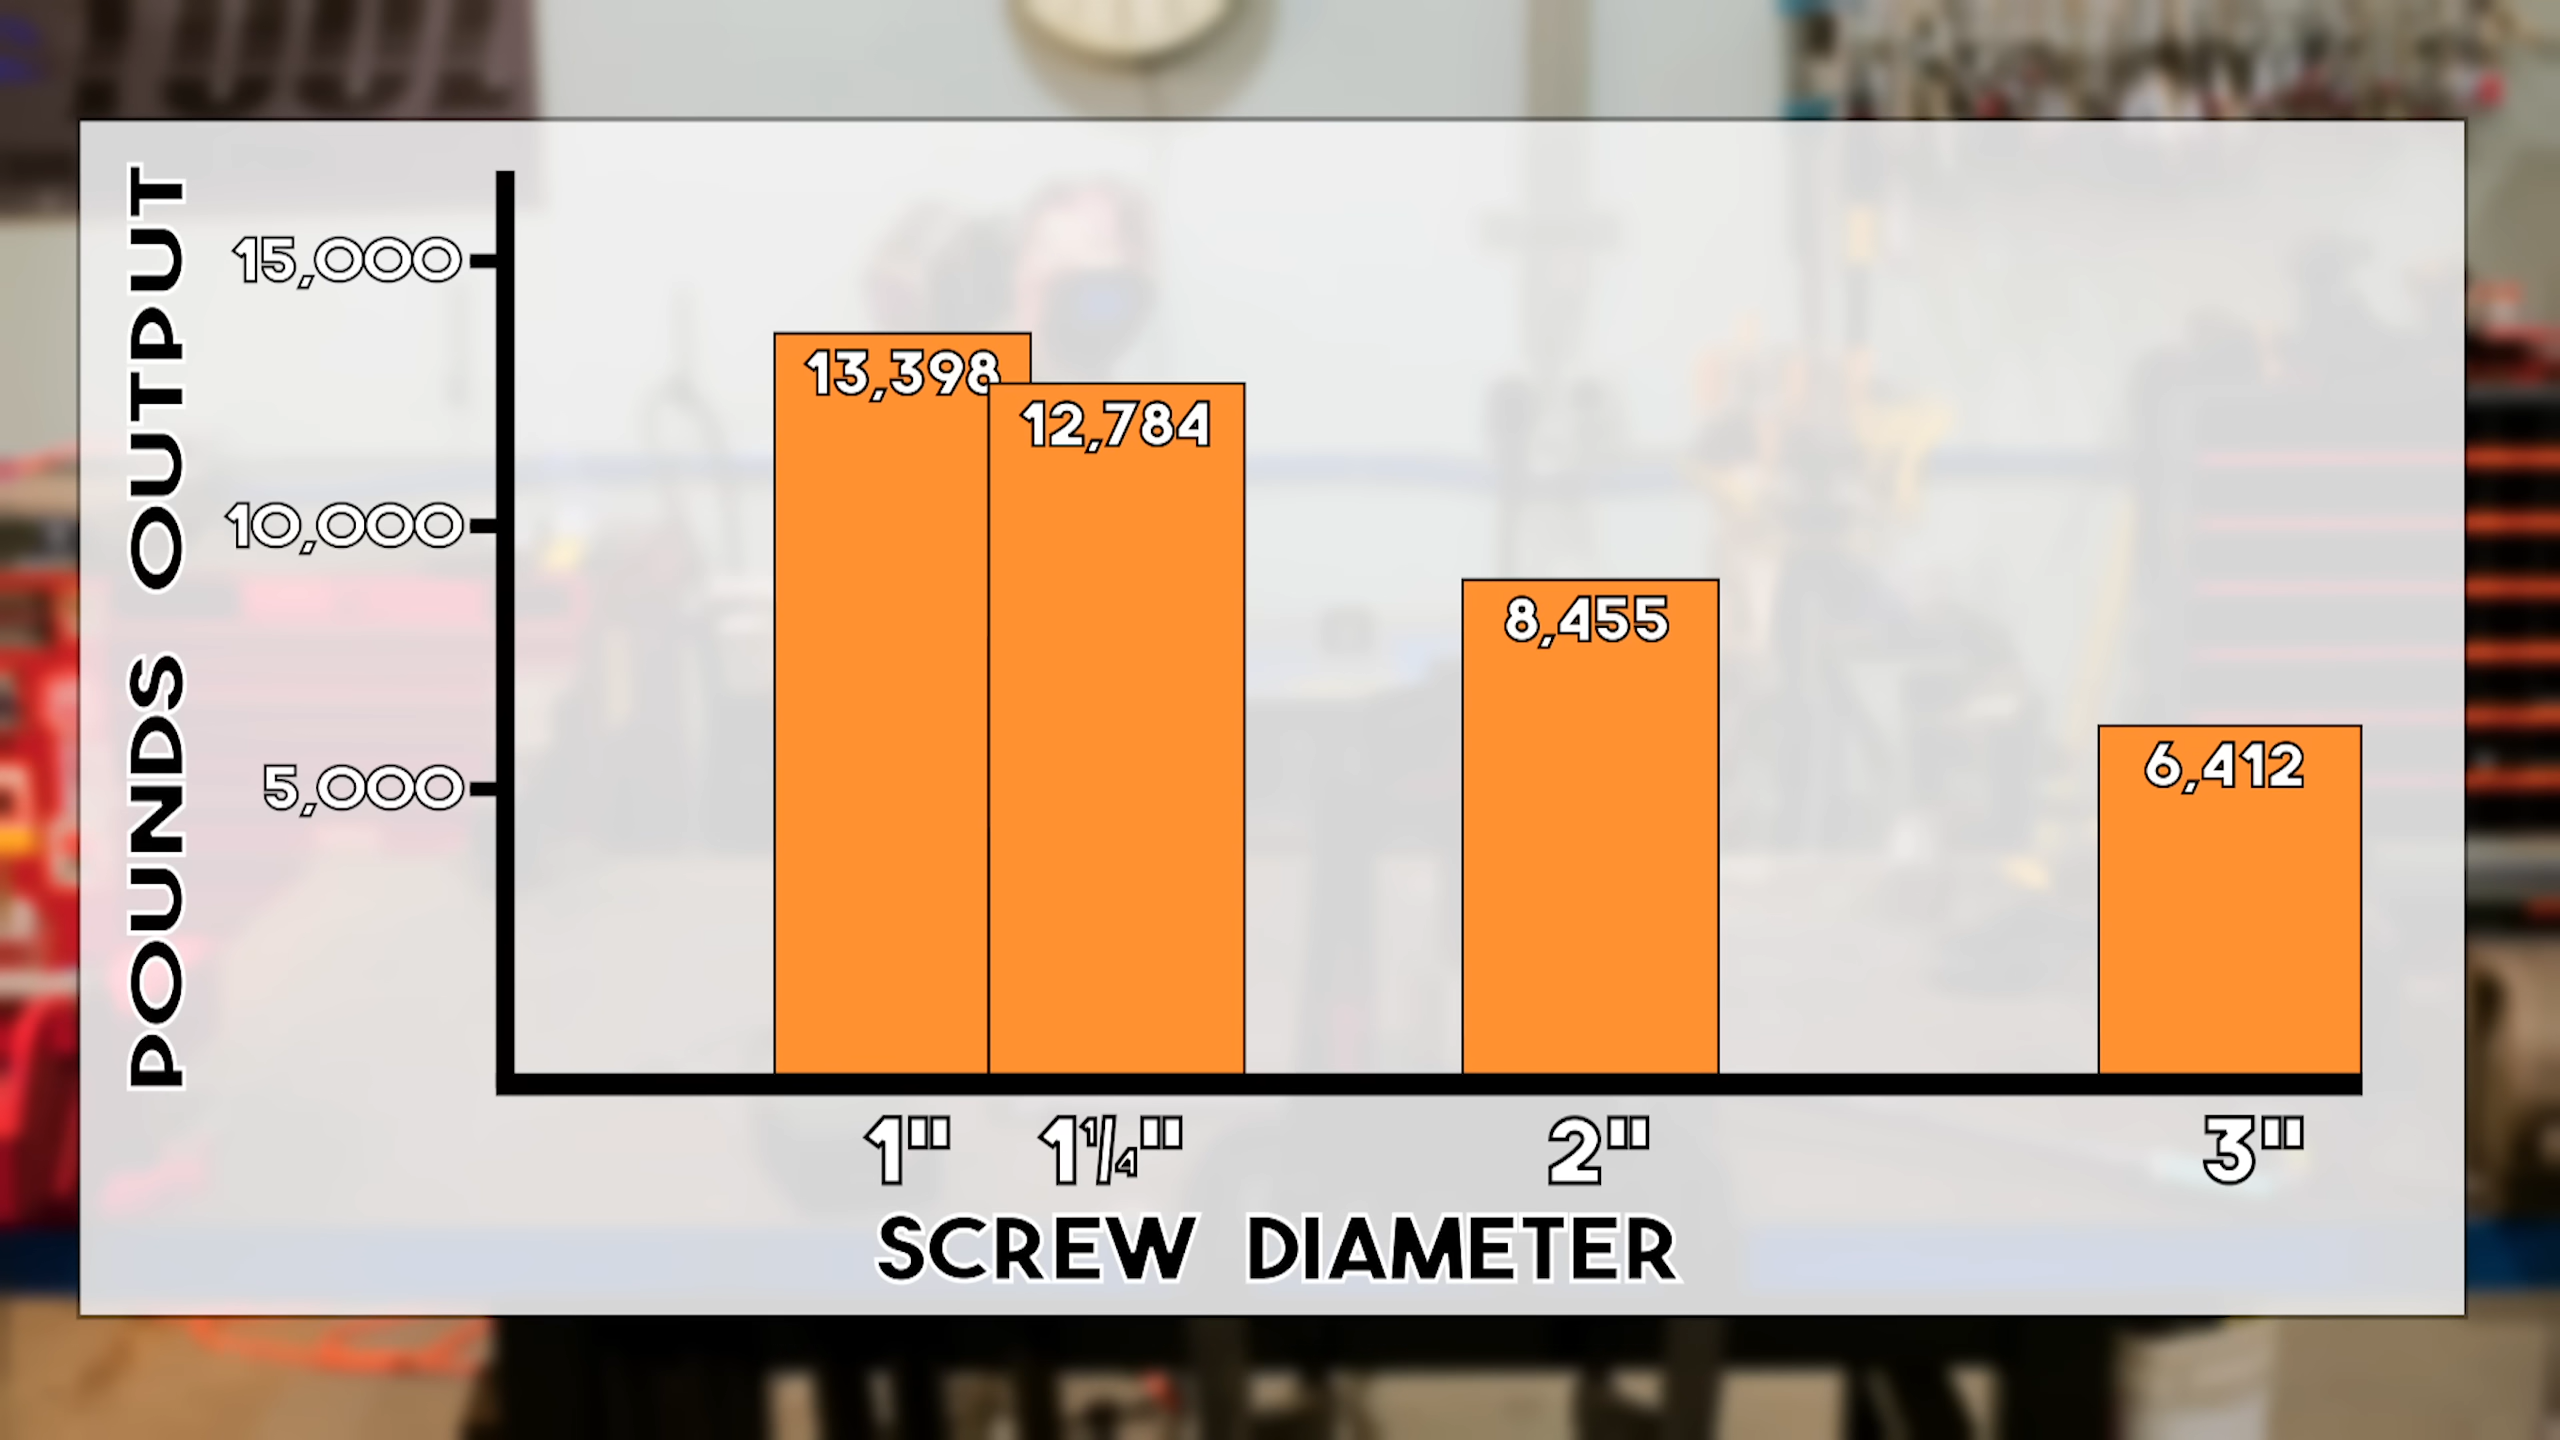 POUNDS OUTPUT
15,000
10,000
5,000
13,398
12,784
8,455
6,412
1" 1¼" 2" 3"
SCREW DIAMETER